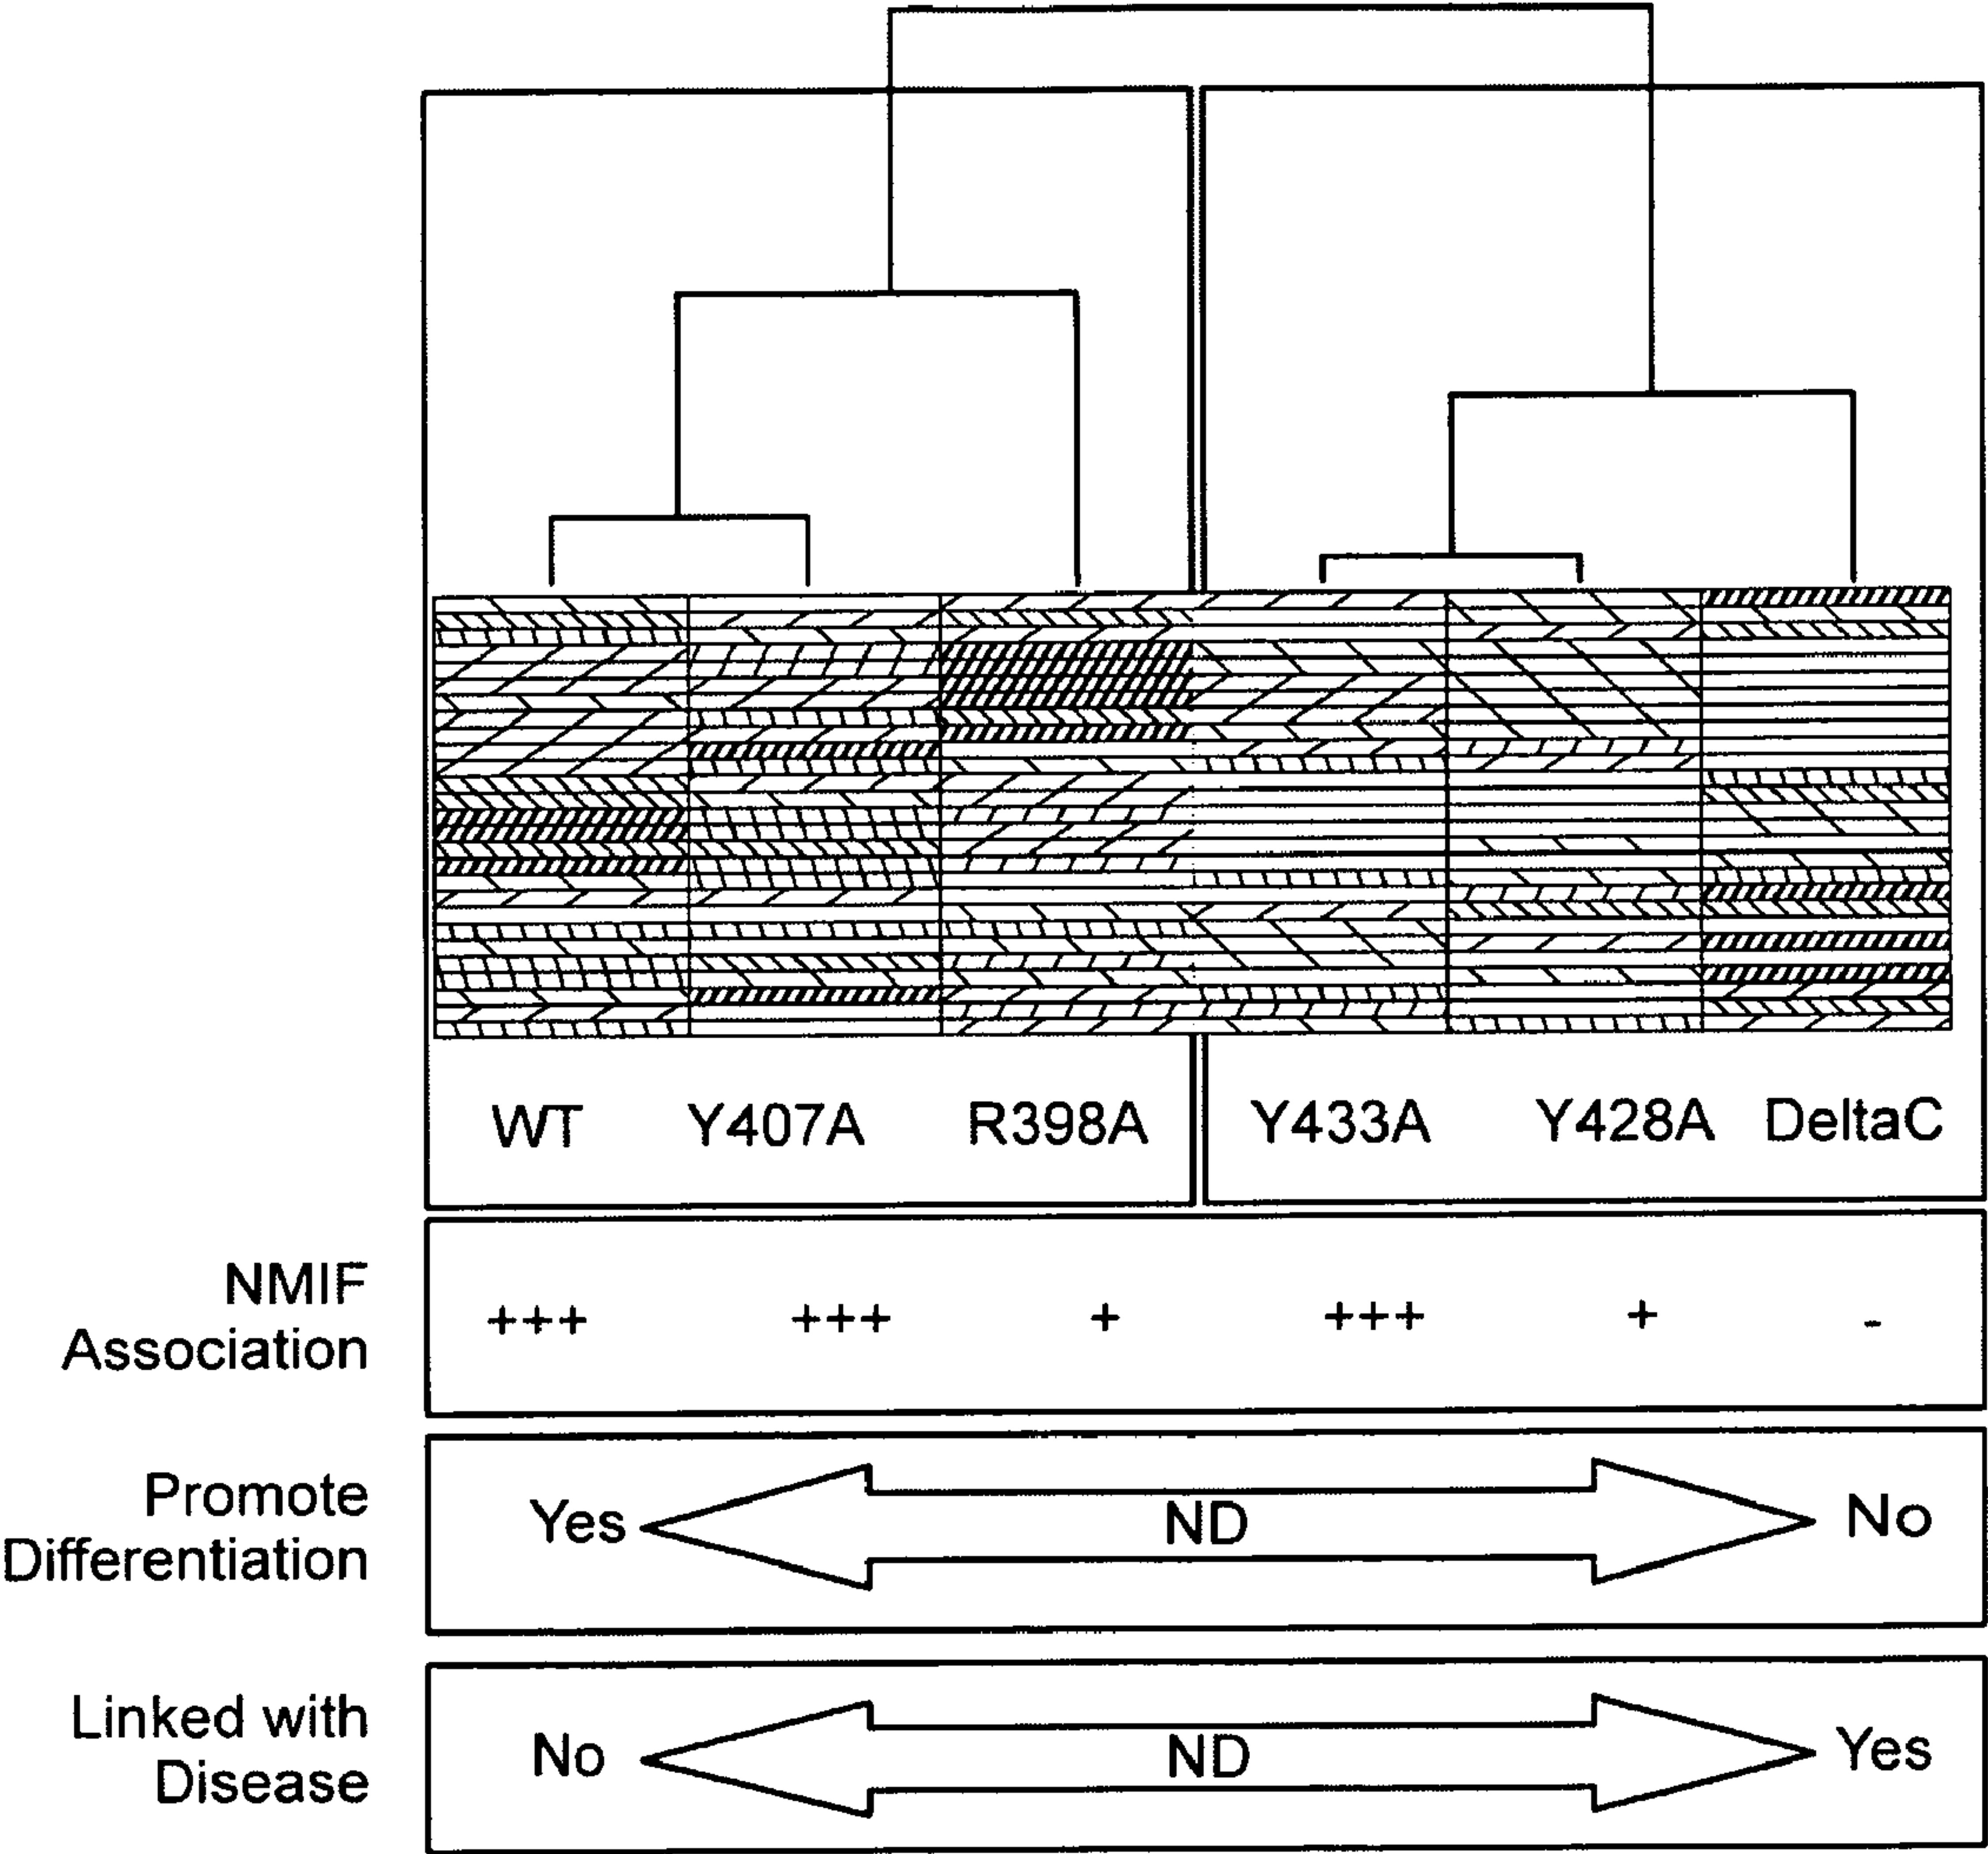 WT Y407A R398A Y433A Y428A DeltaC
NMIF
Association
+++ +++ + +++ + -
Promote
Differentiation
Yes ND No
Linked with
Disease
No ND Yes